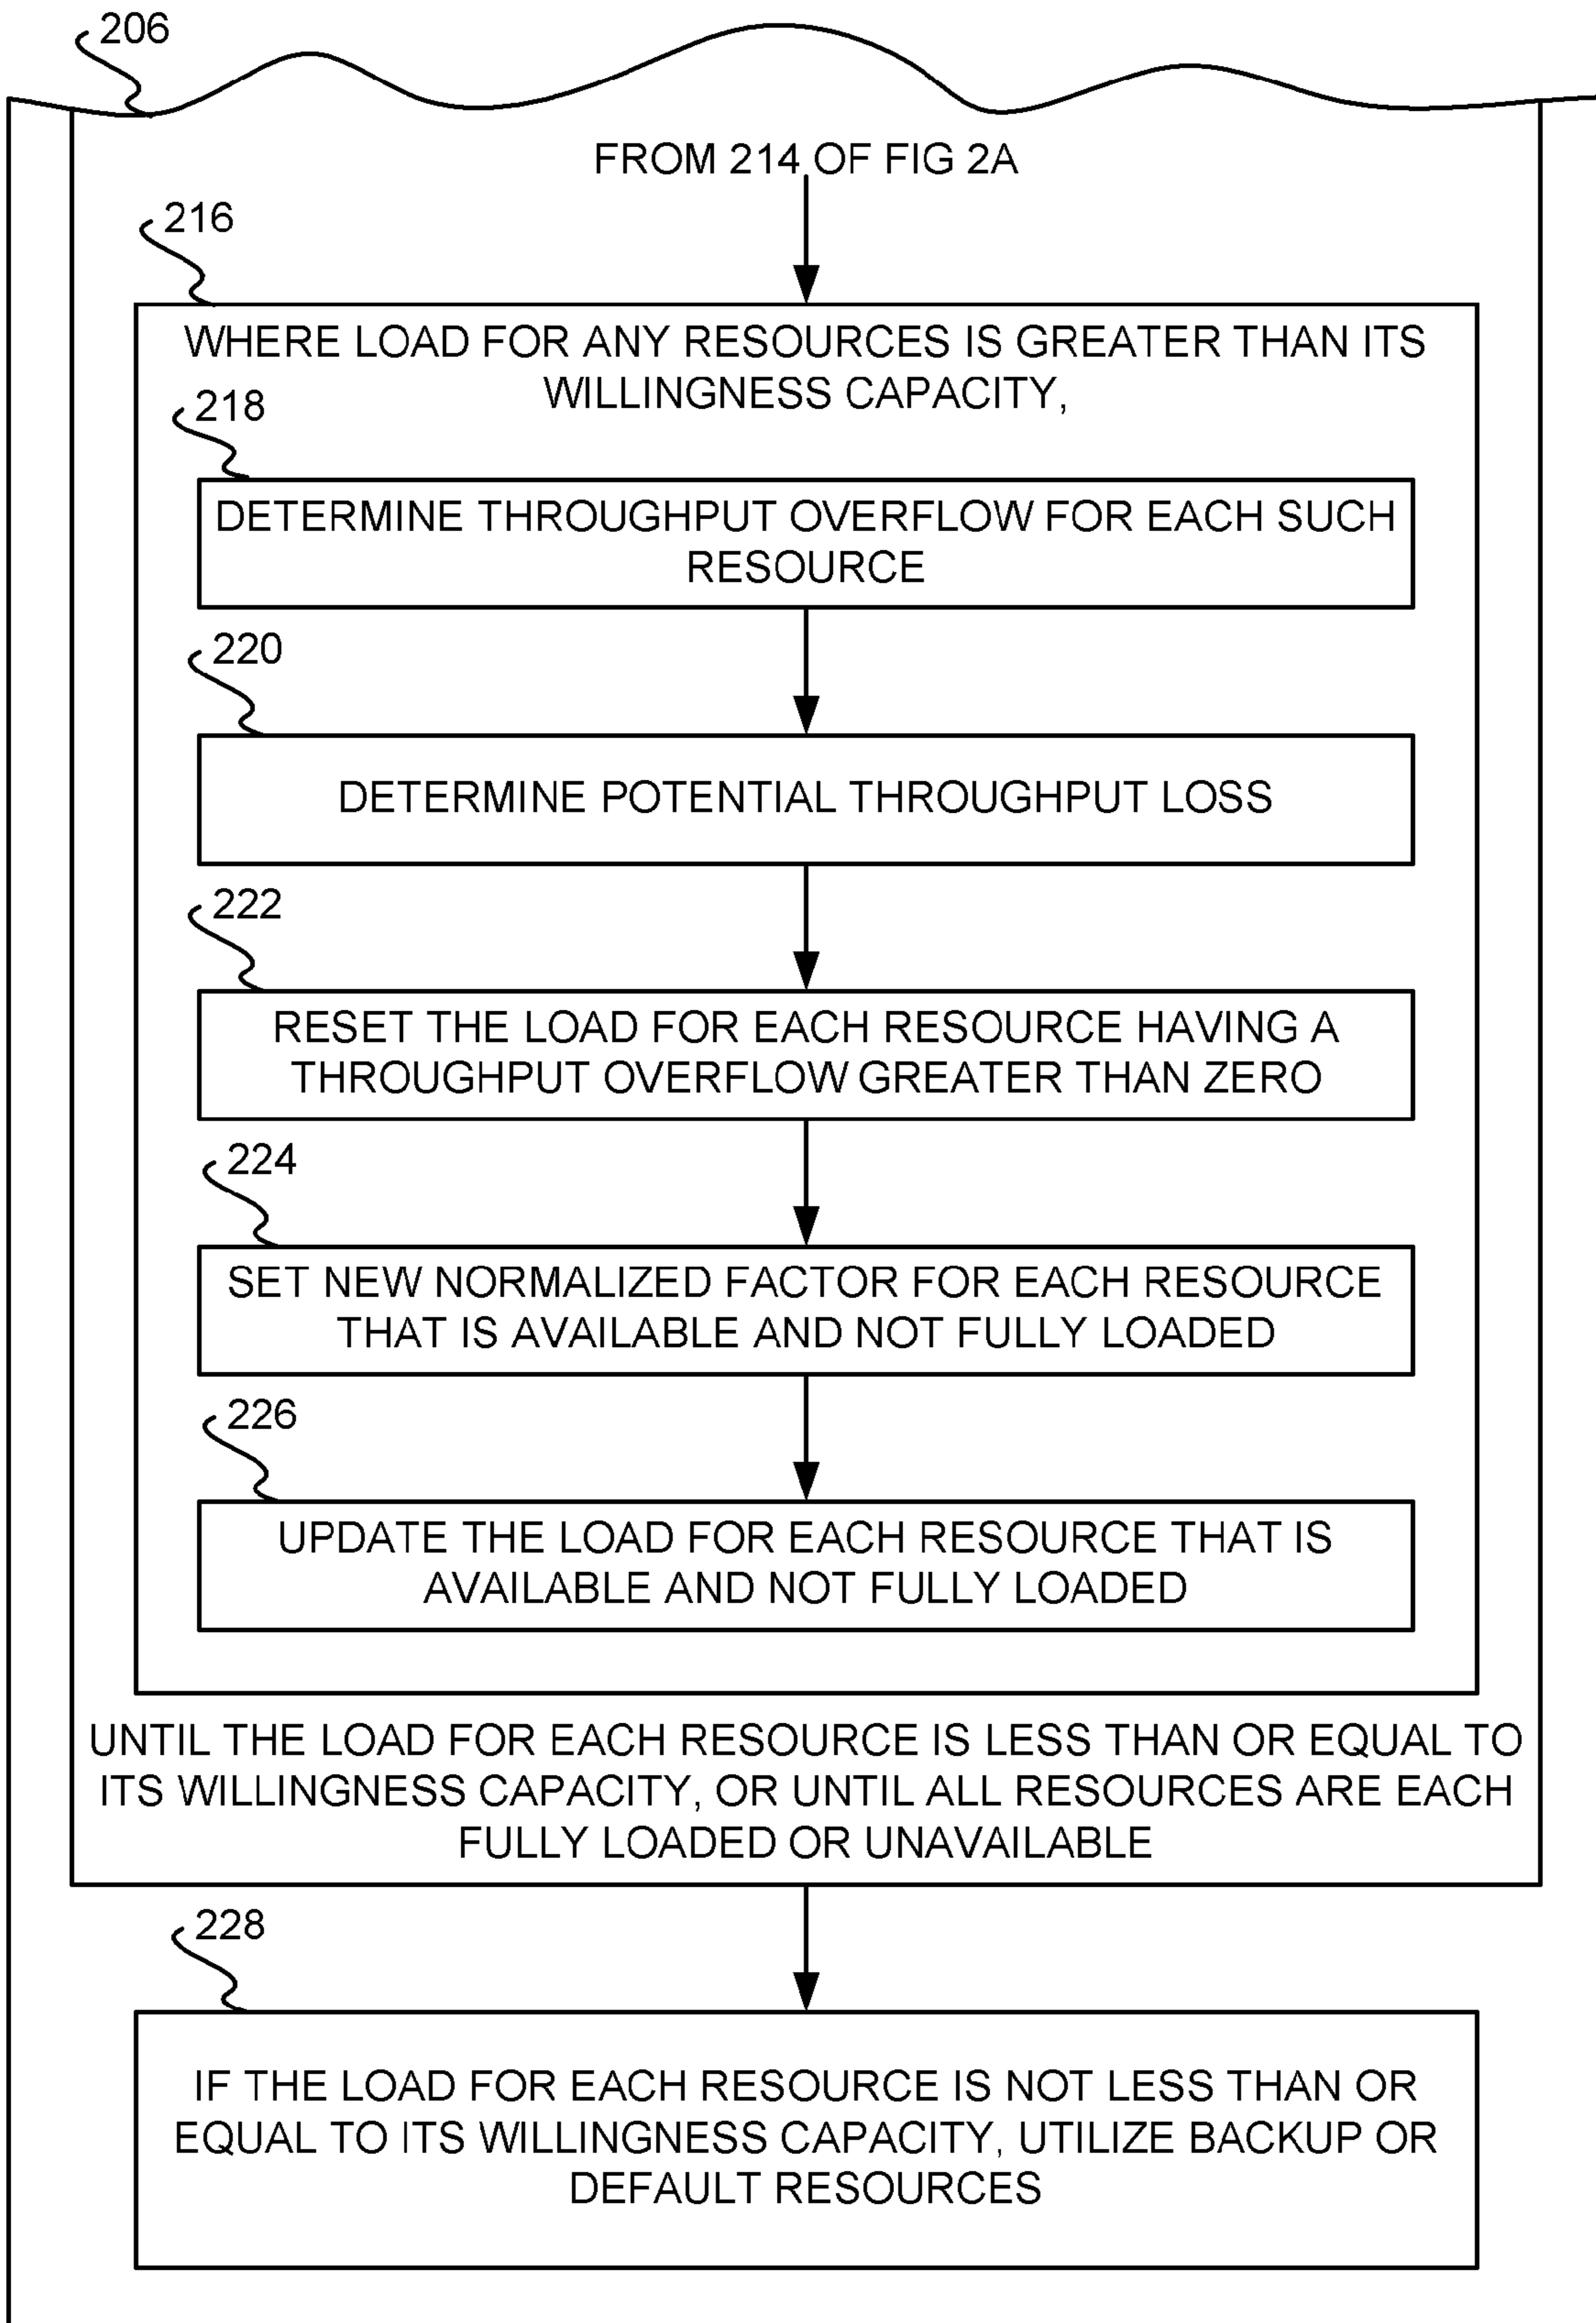 206
FROM 214 OF FIG 2A
216
WHERE LOAD FOR ANY RESOURCES IS GREATER THAN ITS
WILLINGNESS CAPACITY,
218
DETERMINE THROUGHPUT OVERFLOW FOR EACH SUCH
RESOURCE
220
DETERMINE POTENTIAL THROUGHPUT LOSS
222
RESET THE LOAD FOR EACH RESOURCE HAVING A
THROUGHPUT OVERFLOW GREATER THAN ZERO
224
SET NEW NORMALIZED FACTOR FOR EACH RESOURCE
THAT IS AVAILABLE AND NOT FULLY LOADED
226
UPDATE THE LOAD FOR EACH RESOURCE THAT IS
AVAILABLE AND NOT FULLY LOADED
UNTIL THE LOAD FOR EACH RESOURCE IS LESS THAN OR EQUAL TO
ITS WILLINGNESS CAPACITY, OR UNTIL ALL RESOURCES ARE EACH
FULLY LOADED OR UNAVAILABLE
228
IF THE LOAD FOR EACH RESOURCE IS NOT LESS THAN OR
EQUAL TO ITS WILLINGNESS CAPACITY, UTILIZE BACKUP OR
DEFAULT RESOURCES